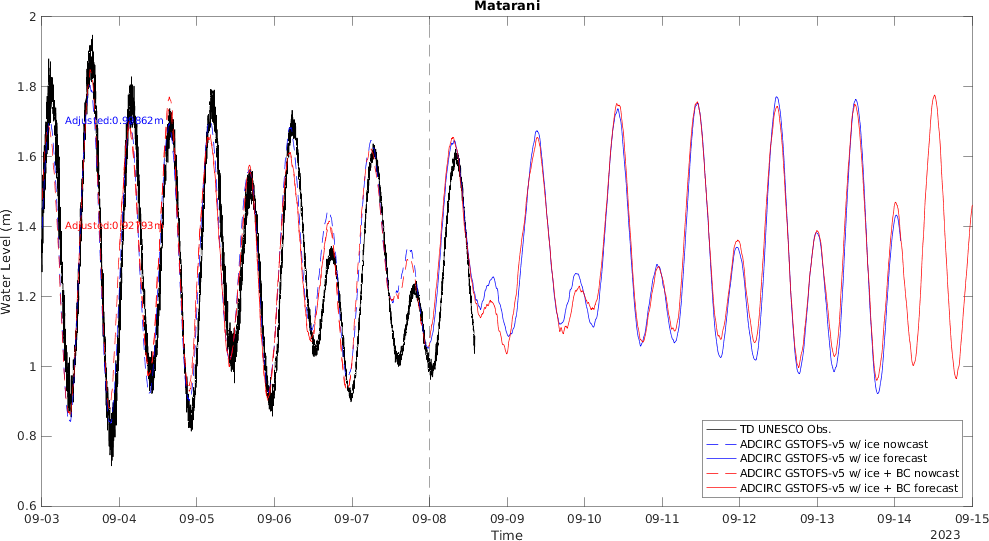 Matarani
2
1.8
1.6
1.4
1.2
1
0.8
0.6
Water Level (m)
Adjusted:0.92862m
Adjusted:0.92793m
TD UNESCO Obs.
ADCIRC GSTOFS-v5 w/ ice nowcast
ADCIRC GSTOFS-v5 w/ ice forecast
ADCIRC GSTOFS-v5 w/ ice + BC nowcast
ADCIRC GSTOFS-v5 w/ ice + BC forecast
09-03 09-04 09-05 09-06 09-07 09-08 09-09 09-10 09-11 09-12 09-13 09-14 09-15
Time
2023